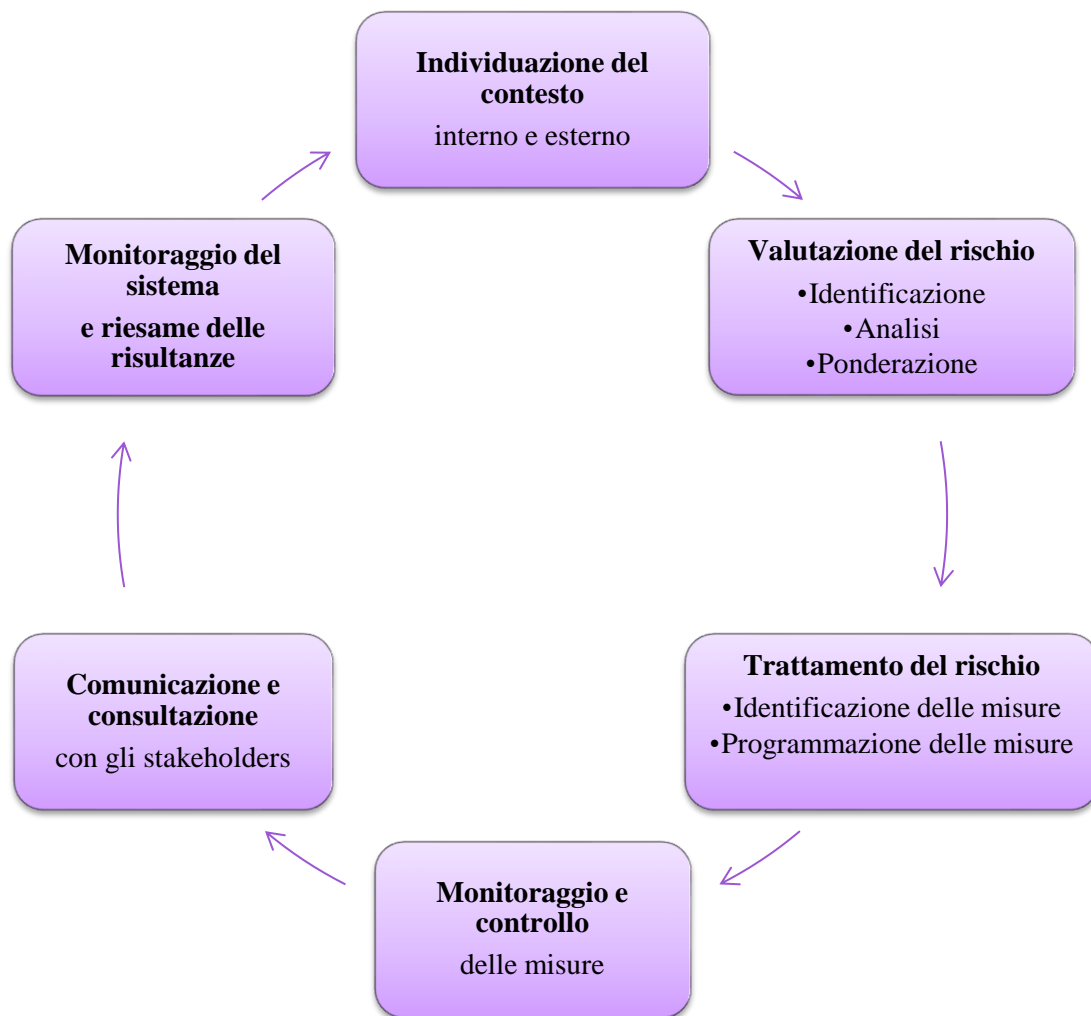 Individuazione del
contesto
interno e esterno
Valutazione del rischio
•Identificazione
•Analisi
•Ponderazione
Trattamento del rischio
•Identificazione delle misure
•Programmazione delle misure
Monitoraggio e
controllo
delle misure
Comunicazione e
consultazione
con gli stakeholders
Monitoraggio del
sistema
e riesame delle
risultanze